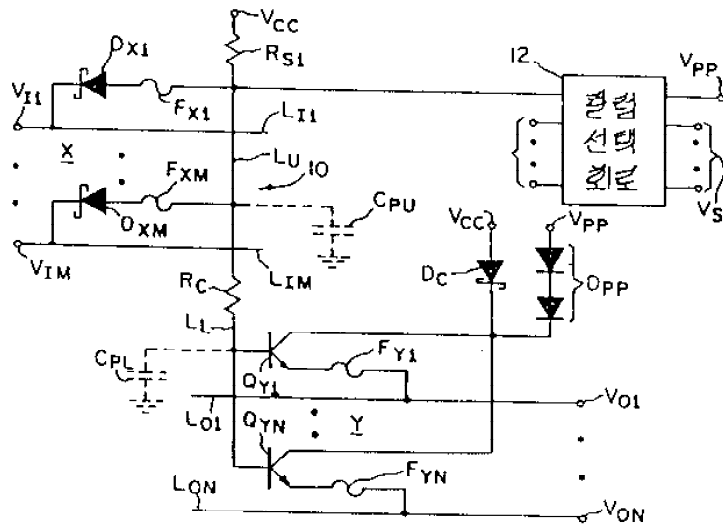 VCC
DX1
RS1
12
VPP
FX1
VI1
LI1
칼럼
선택
회로
X
FXM
LU
10
VS
DXM
CPU
VCC
VPP
VIM
LIM
DC
DPP
RC
L1
FY1
CPL
QY1
VO1
LO1
QYN
Y
FYN
LON
VON